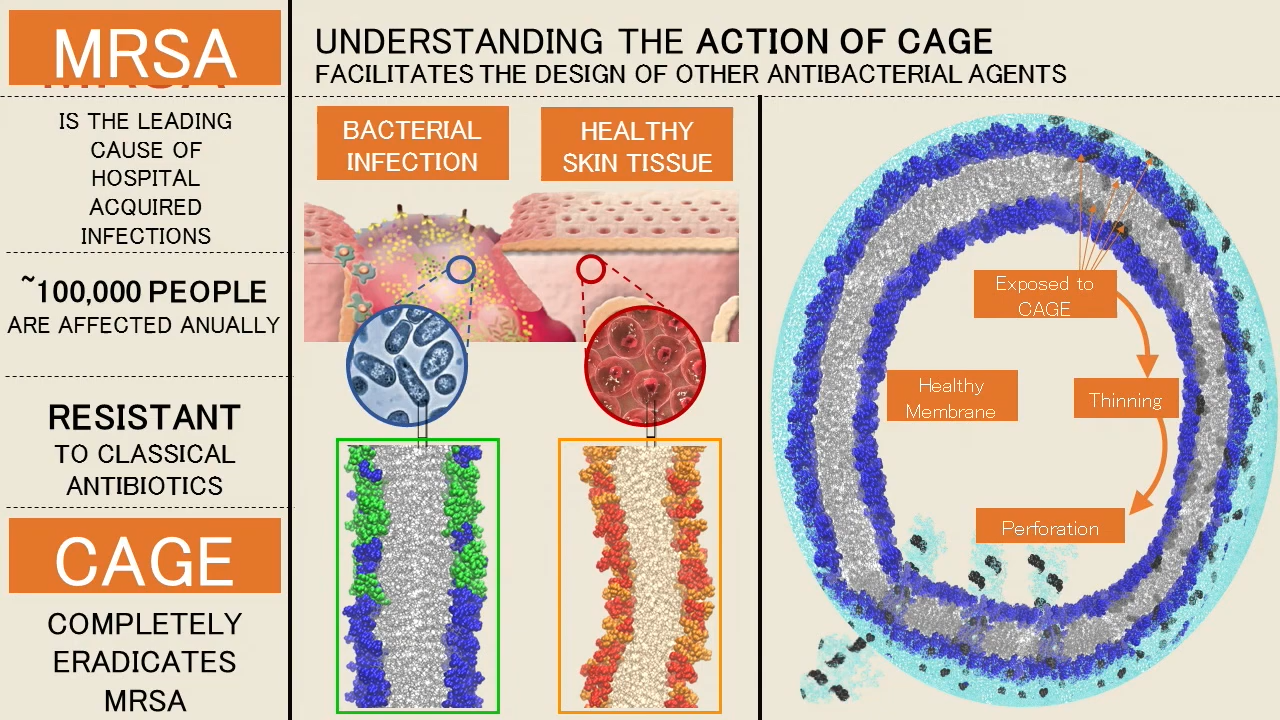 MRSA
MRSA
IS THE LEADING
CAUSE OF
HOSPITAL
ACQUIRED
INFECTIONS
~100,000 PEOPLE
ARE AFFECTED ANUALLY
RESISTANT
TO CLASSICAL
ANTIBIOTICS
CAGE
COMPLETELY
ERADICATES
MRSA
UNDERSTANDING THE ACTION OF CAGE
FACILITATES THE DESIGN OF OTHER ANTIBACTERIAL AGENTS
BACTERIAL
INFECTION
HEALTHY
SKIN TISSUE
Exposed to
CAGE
Healthy
Membrane
Thinning
Perforation